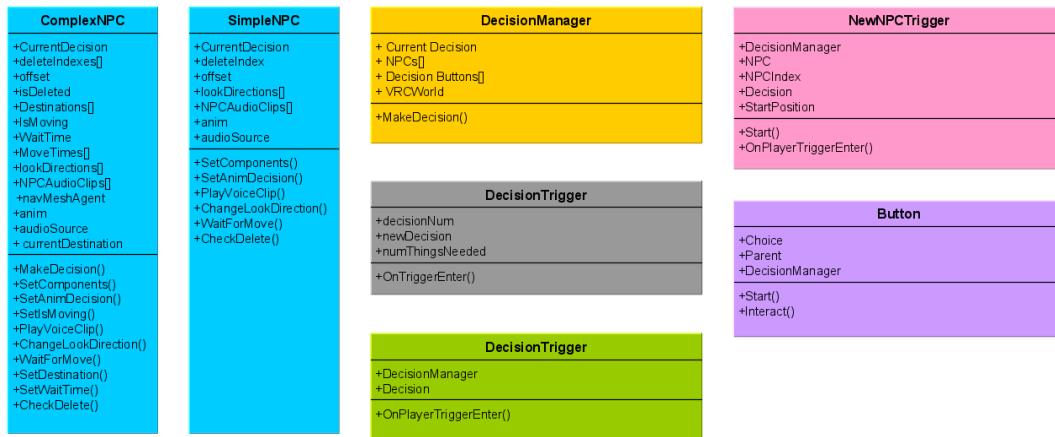 ComplexNPC
+CurrentDecision
+deleteIndexes[]
+offset
+isDeleted
+Destinations[]
+IsMoving
+WaitTime
+MoveTimes[]
+lookDirections[]
+NPCAudioClips[]
+navMeshAgent
+anim
+audioSource
+ currentDestination
+MakeDecision()
+SetComponents()
+SetAnimDecision()
+SetIsMoving()
+PlayVoiceClip()
+ChangeLookDirection()
+WaitForMove()
+SetDestination()
+SetWaitTime()
+CheckDelete()
SimpleNPC
+CurrentDecision
+deleteIndex
+offset
+lookDirections[]
+NPCAudioClips[]
+anim
+audioSource
+SetComponents()
+SetAnimDecision()
+PlayVoiceClip()
+ChangeLookDirection()
+WaitForMove()
+CheckDelete()
DecisionManager
+ Current Decision
+ NPCs[]
+ Decision Buttons[]
+ VRCWorld
+MakeDecision()
DecisionTrigger
+decisionNum
+newDecision
+numThingsNeeded
+OnTriggerEnter()
DecisionTrigger
+DecisionManager
+Decision
+OnPlayerTriggerEnter()
NewNPCTrigger
+DecisionManager
+NPC
+NPCIndex
+Decision
+StartPosition
+Start()
+OnPlayerTriggerEnter()
Button
+Choice
+Parent
+DecisionManager
+Start()
+Interact()